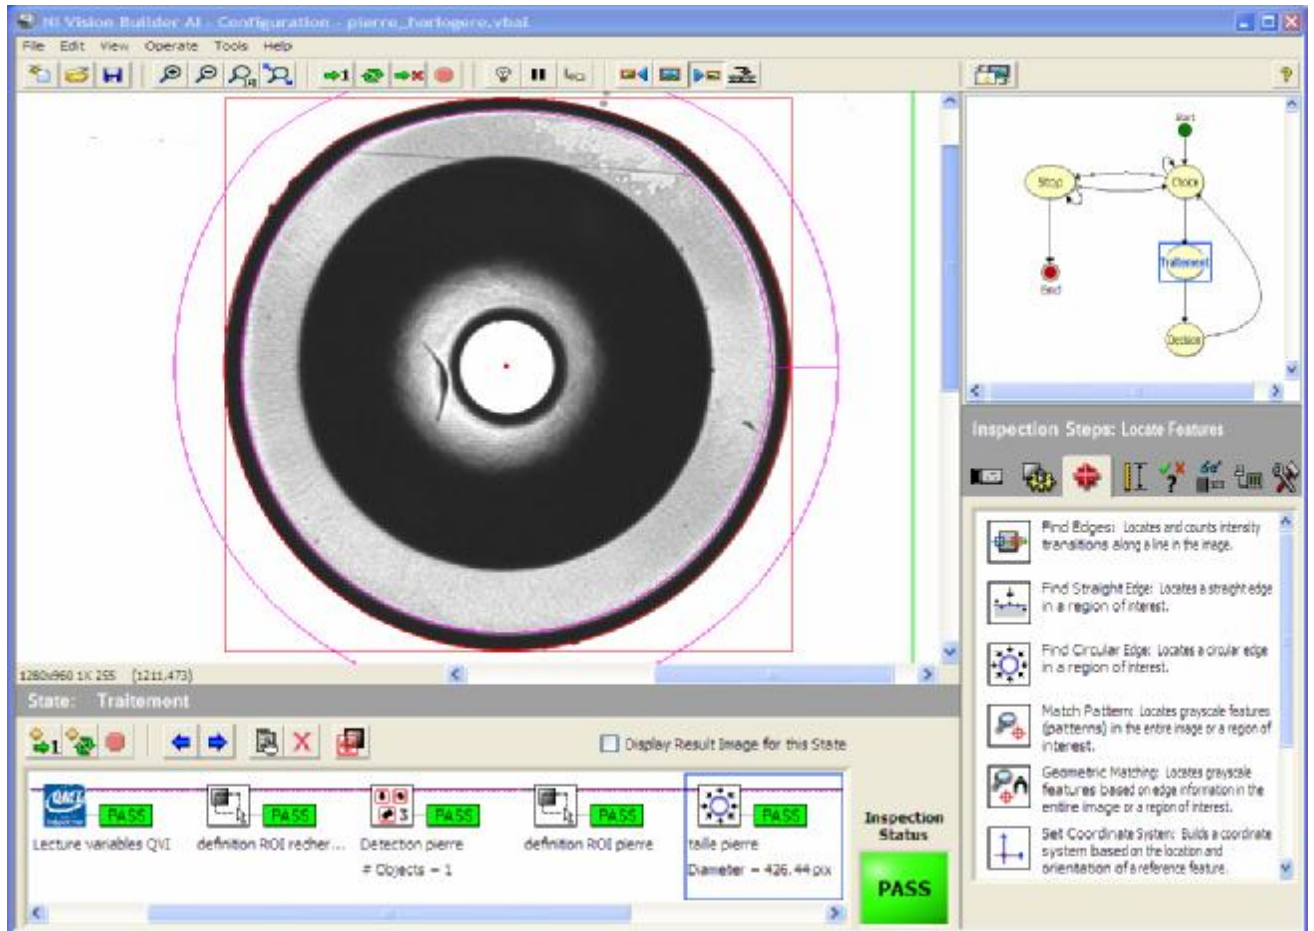 NI Vision Builder AI - Configuration - pierre_horlogere.vbai
File Edit View Operate Tools Help
1
?
Start
Stop
Choice
Traitement
End
Decision
1280x960 1X 255 (1211,473)
Inspection Steps: Locate Features
Find Edges: Locates and counts intensity
transitions along a line in the image.
Find Straight Edge: Locates a straight edge
in a region of interest.
Find Circular Edge: Locates a circular edge
in a region of interest.
Match Pattern: Locates grayscale features
(patterns) in the entire image or a region of
interest.
Geometric Matching: Locates grayscale
features based on edge information in the
entire image or a region of interest.
Set Coordinate System: Builds a coordinate
system based on the location and
orientation of a reference feature.
State: Traitement
1
Display Result Image for this State
PASS PASS PASS PASS PASS
Lecture variables QVI definition ROI recher... Detection pierre definition ROI pierre taille pierre
# Objects = 1 Diameter = 426.44 pix
Inspection
Status
PASS